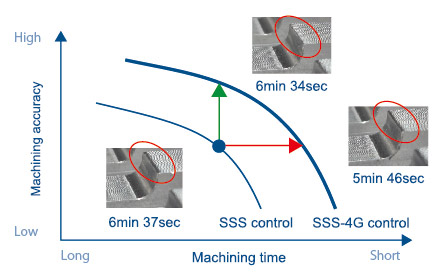 High
6min 34sec
Machining accuracy
5min 46sec
6min 37sec
SSS control
SSS-4G control
Low
Long
Machining time
Short